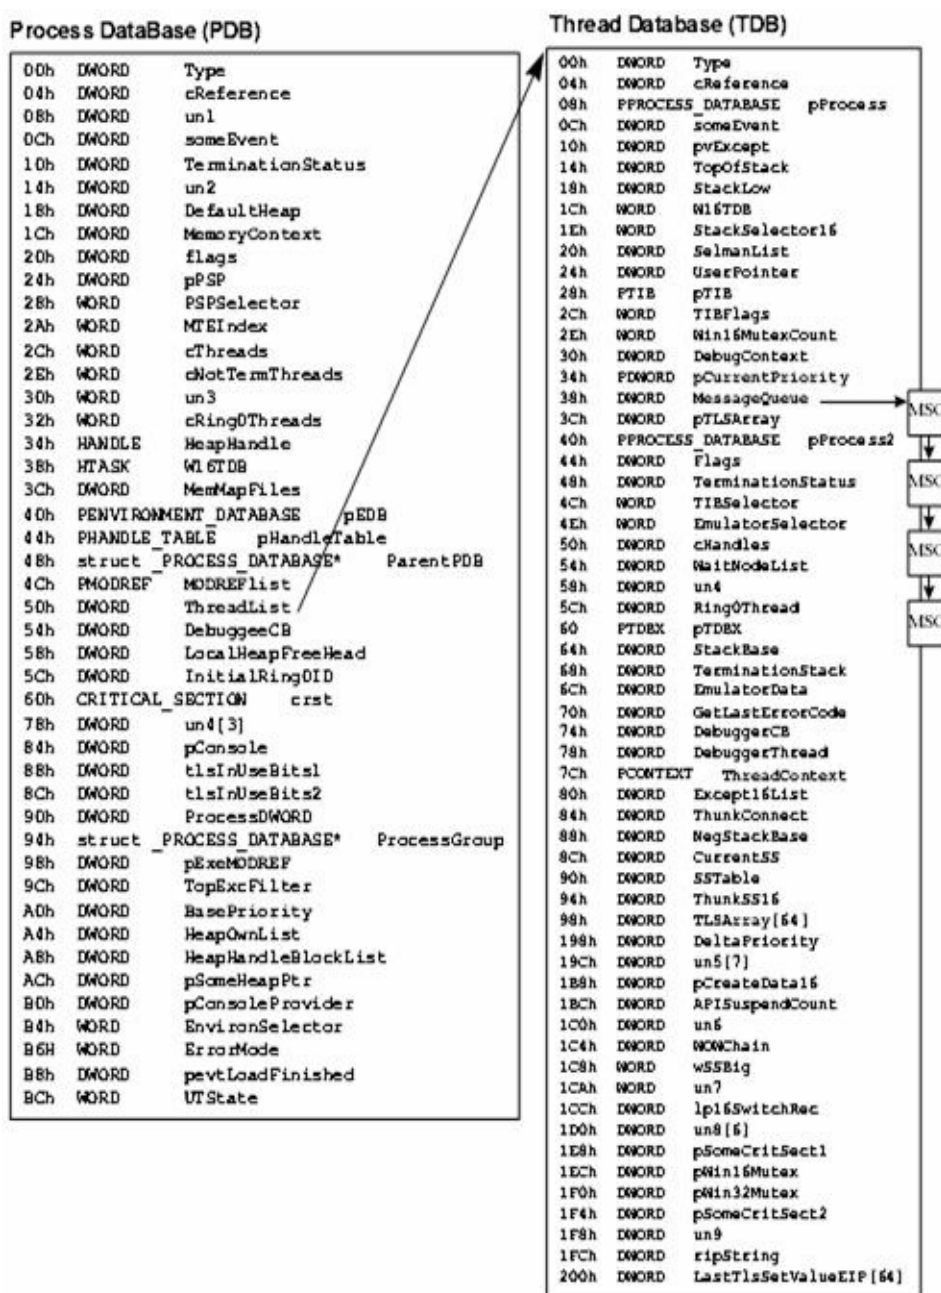 Process DataBase (PDB)
00h DWORD Type
04h DWORD cReference
08h DWORD un1
0Ch DWORD someEvent
10h DWORD TerminationStatus
14h DWORD un2
18h DWORD DefaultHeap
1Ch DWORD MemoryContext
20h DWORD flags
24h DWORD pPSP
28h WORD PSPSelector
2Ah WORD MTEIndex
2Ch WORD cThreads
2Eh WORD cNotTermThreads
30h WORD un3
32h WORD cRing0Threads
34h HANDLE HeapHandle
38h HTASK W16TDB
3Ch DWORD MemMapFiles
40h PENVIRONMENT_DATABASE pEDB
44h PHANDLE_TABLE pHandleTable
48h struct _PROCESS_DATABASE* ParentPDB
4Ch PMODREF MODREFlist
50h DWORD ThreadList
54h DWORD DebuggeeCB
58h DWORD LocalHeapFreeHead
5Ch DWORD InitialRing0ID
60h CRITICAL_SECTION crst
78h DWORD un4[3]
84h DWORD pConsole
88h DWORD tlsInUseBits1
8Ch DWORD tlsInUseBits2
90h DWORD ProcessDWORD
94h struct _PROCESS_DATABASE* ProcessGroup
98h DWORD pExeMODREF
9Ch DWORD TopExcFilter
A0h DWORD BasePriority
A4h DWORD HeapOwnList
A8h DWORD HeapHandleBlockList
ACh DWORD pSomeHeapPtr
B0h DWORD pConsoleProvider
B4h WORD EnvironSelector
B6H WORD ErrorMode
B8h DWORD pevtLoadFinished
BCh WORD UTState
Thread Database (TDB)
00h DWORD Type
04h DWORD cReference
08h PPROCESS_DATABASE pProcess
0Ch DWORD someEvent
10h DWORD pvExcept
14h DWORD TopOfStack
18h DWORD StackLow
1Ch WORD W16TDB
1Eh WORD StackSelector16
20h DWORD SelmanList
24h DWORD UserPointer
28h PTIB pTIB
2Ch WORD TIBFlags
2Eh WORD Win16MutexCount
30h DWORD DebugContext
34h PDWORD pCurrentPriority
38h DWORD MessageQueue
3Ch DWORD pTLSArray
40h PPROCESS_DATABASE pProcess2
44h DWORD Flags
48h DWORD TerminationStatus
4Ch WORD TIBSelector
4Eh WORD EmulatorSelector
50h DWORD cHandles
54h DWORD WaitNodeList
58h DWORD un4
5Ch DWORD Ring0Thread
60 PTDBX pTDBX
64h DWORD StackBase
68h DWORD TerminationStack
6Ch DWORD EmulatorData
70h DWORD GetLastErrorCode
74h DWORD DebuggerCB
78h DWORD DebuggerThread
7Ch PCONTEXT ThreadContext
80h DWORD Except16List
84h DWORD ThunkConnect
88h DWORD NegStackBase
8Ch DWORD CurrentSS
90h DWORD SSTable
94h DWORD ThunkSS16
98h DWORD TLSArray[64]
198h DWORD DeltaPriority
19Ch DWORD un5[7]
1B8h DWORD pCreateData16
1BCh DWORD APISuspendCount
1C0h DWORD un6
1C4h DWORD WOWChain
1C8h WORD wSSBig
1CAh WORD un7
1CCh DWORD lp16SwitchRec
1D0h DWORD un8[6]
1E8h DWORD pSomeCritSect1
1ECh DWORD pWin16Mutex
1F0h DWORD pWin32Mutex
1F4h DWORD pSomeCritSect2
1F8h DWORD un9
1FCh DWORD ripString
200h DWORD LastTlsSetValueEIP[64]
MSG
MSG
MSG
MSG